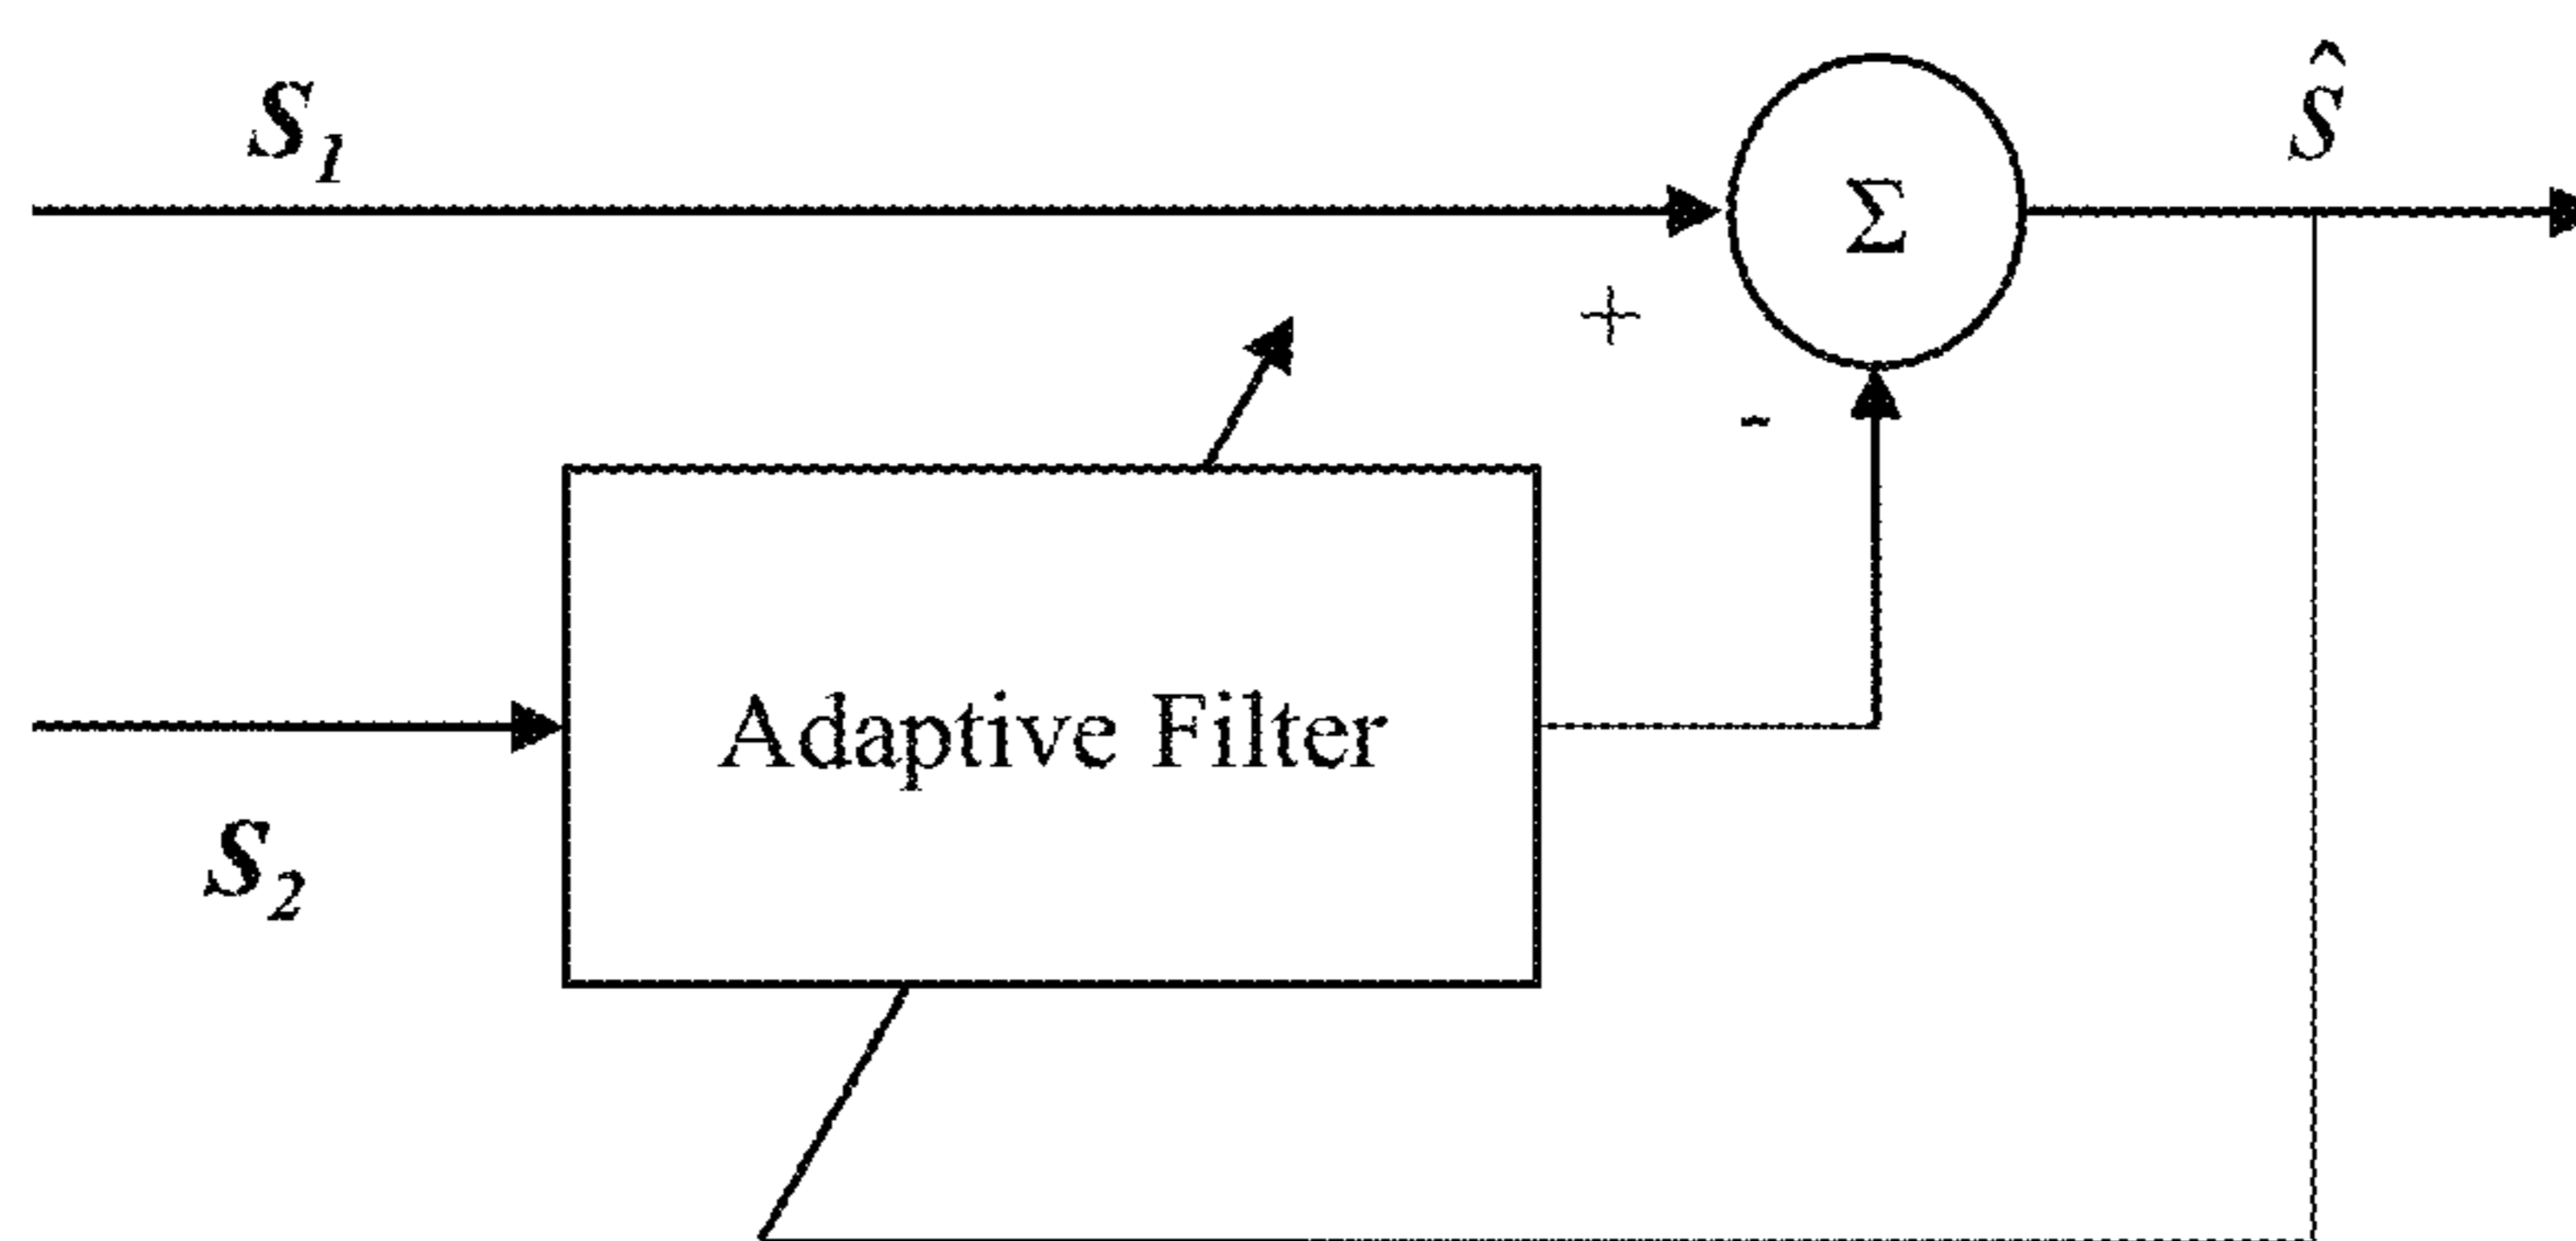 S₁
Σ
Ŝ
+
-
Adaptive Filter
S₂